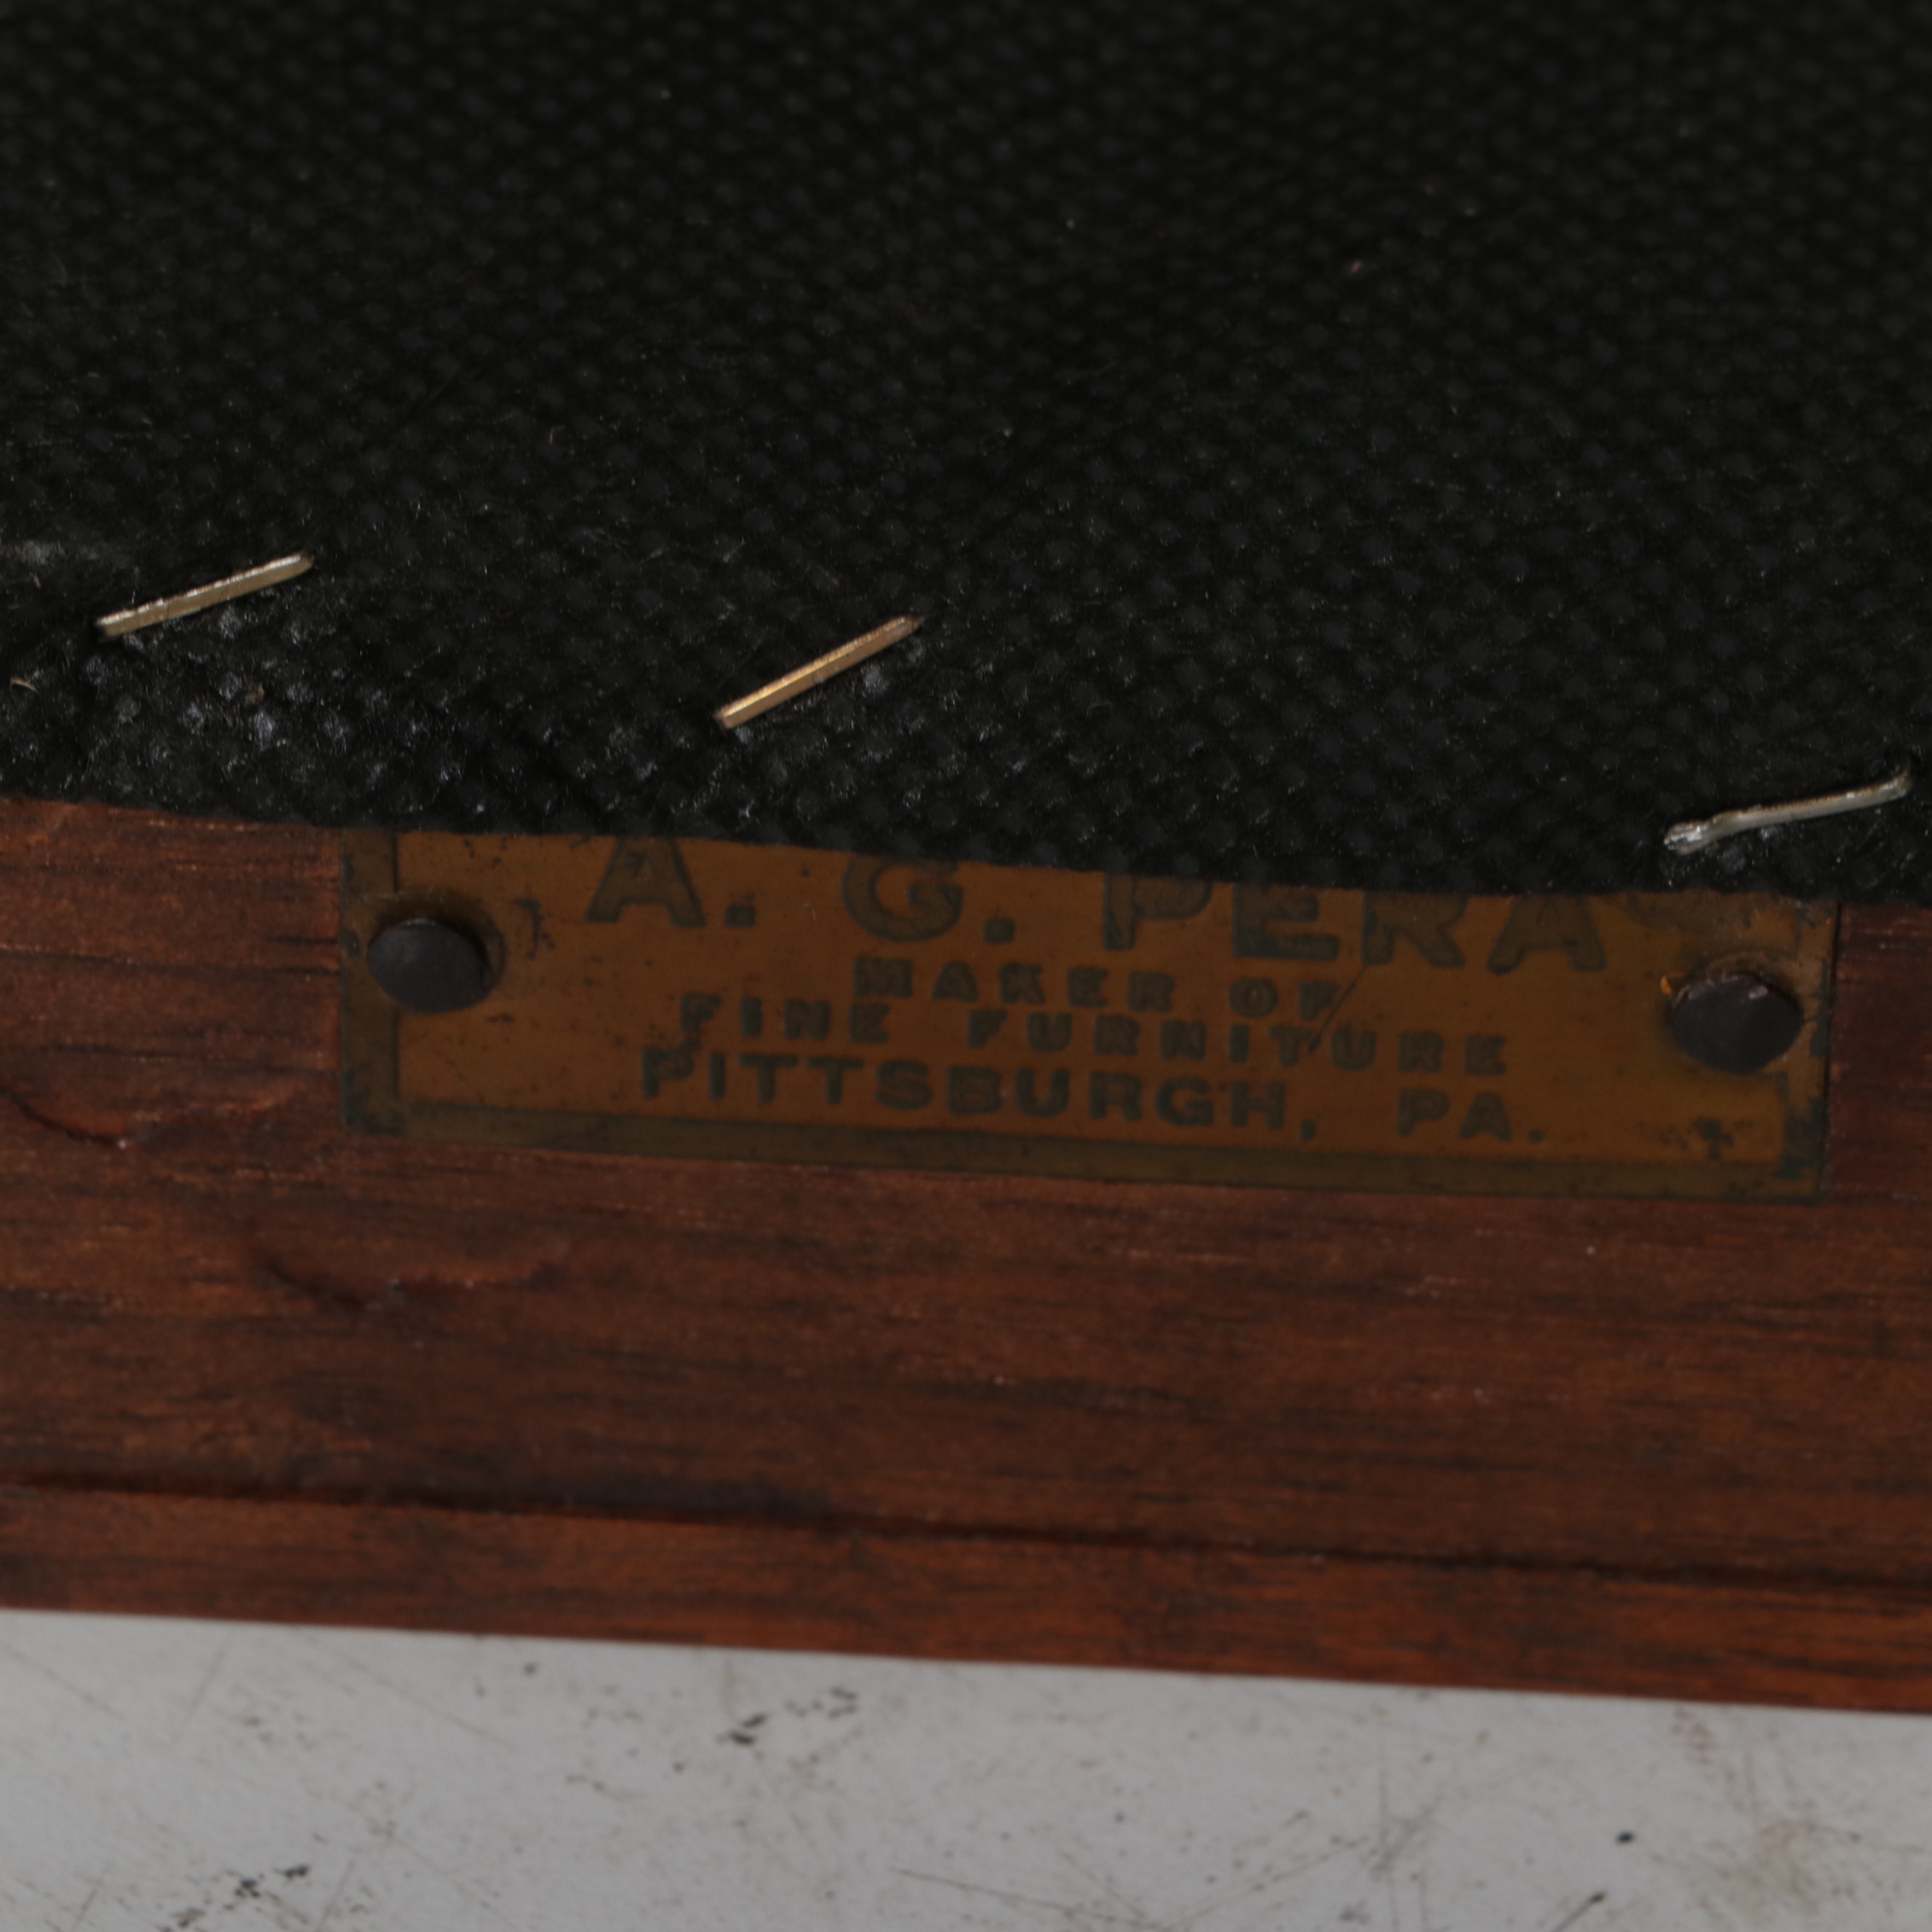 A. G. PERA
MAKER OF
FINE FURNITURE
PITTSBURGH, PA.